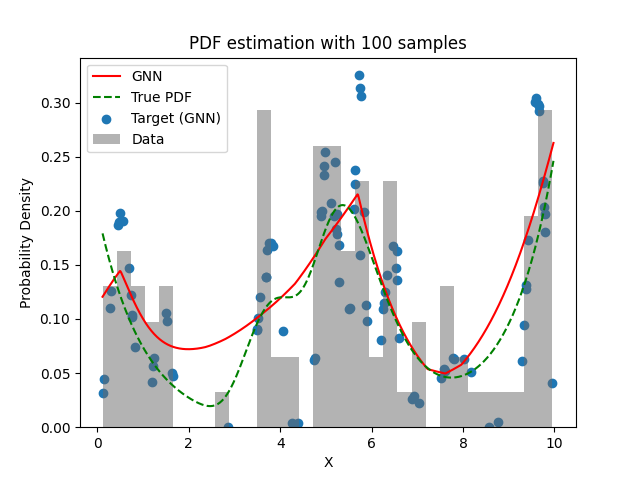 PDF estimation with 100 samples
GNN
True PDF
Target (GNN)
Data
Probability Density
0.30
0.25
0.20
0.15
0.10
0.05
0.00
0 2 4 6 8 10
X